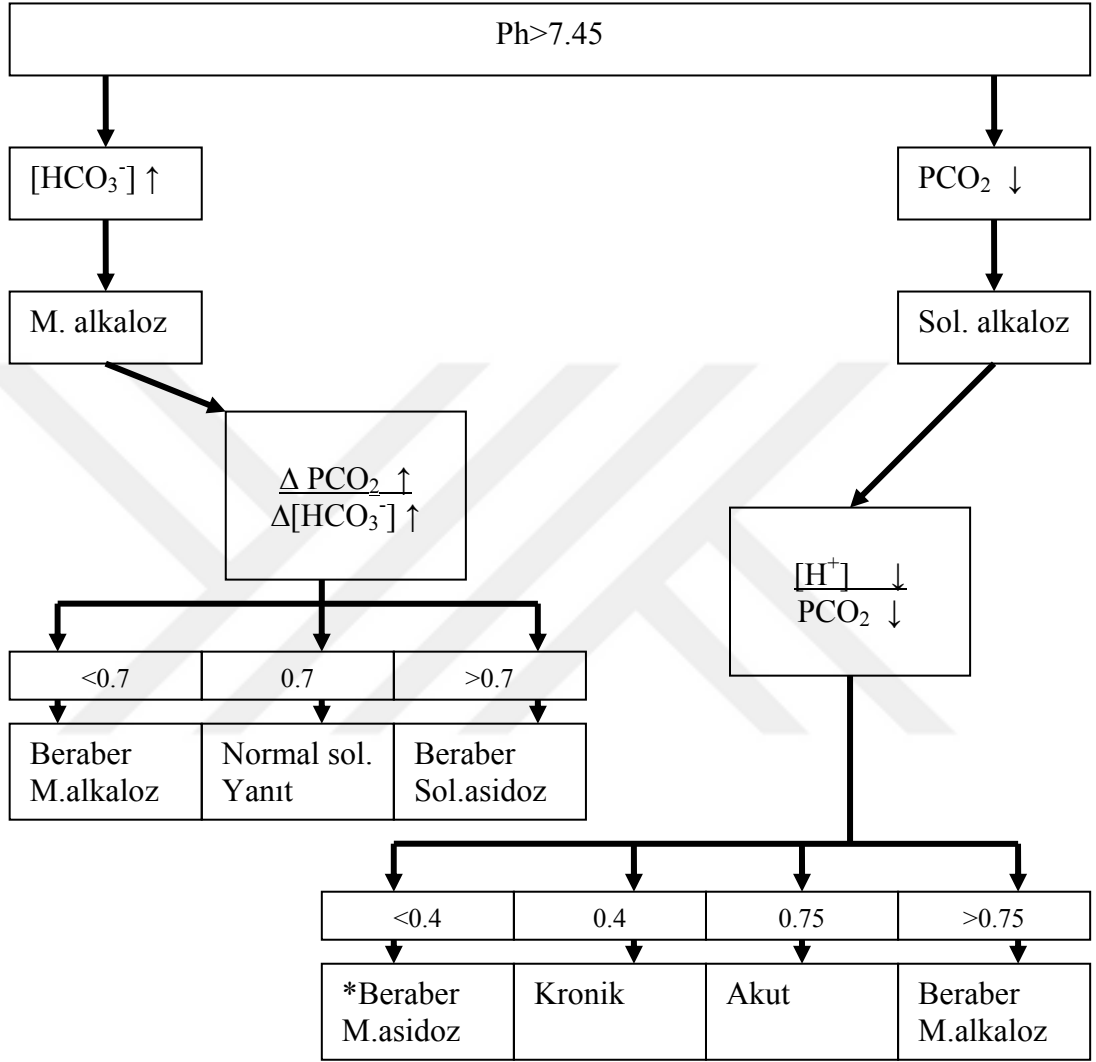 Ph>7.45
[HCO₃⁻] ↑
PCO₂ ↓
M. alkaloz
Sol. alkaloz
Δ PCO₂ ↑
Δ[HCO₃⁻] ↑
[H⁺] ↓
PCO₂ ↓
<0.7
0.7
>0.7
Beraber
M.alkaloz
Normal sol.
Yanıt
Beraber
Sol.asidoz
<0.4
0.4
0.75
>0.75
*Beraber
M.asidoz
Kronik
Akut
Beraber
M.alkaloz